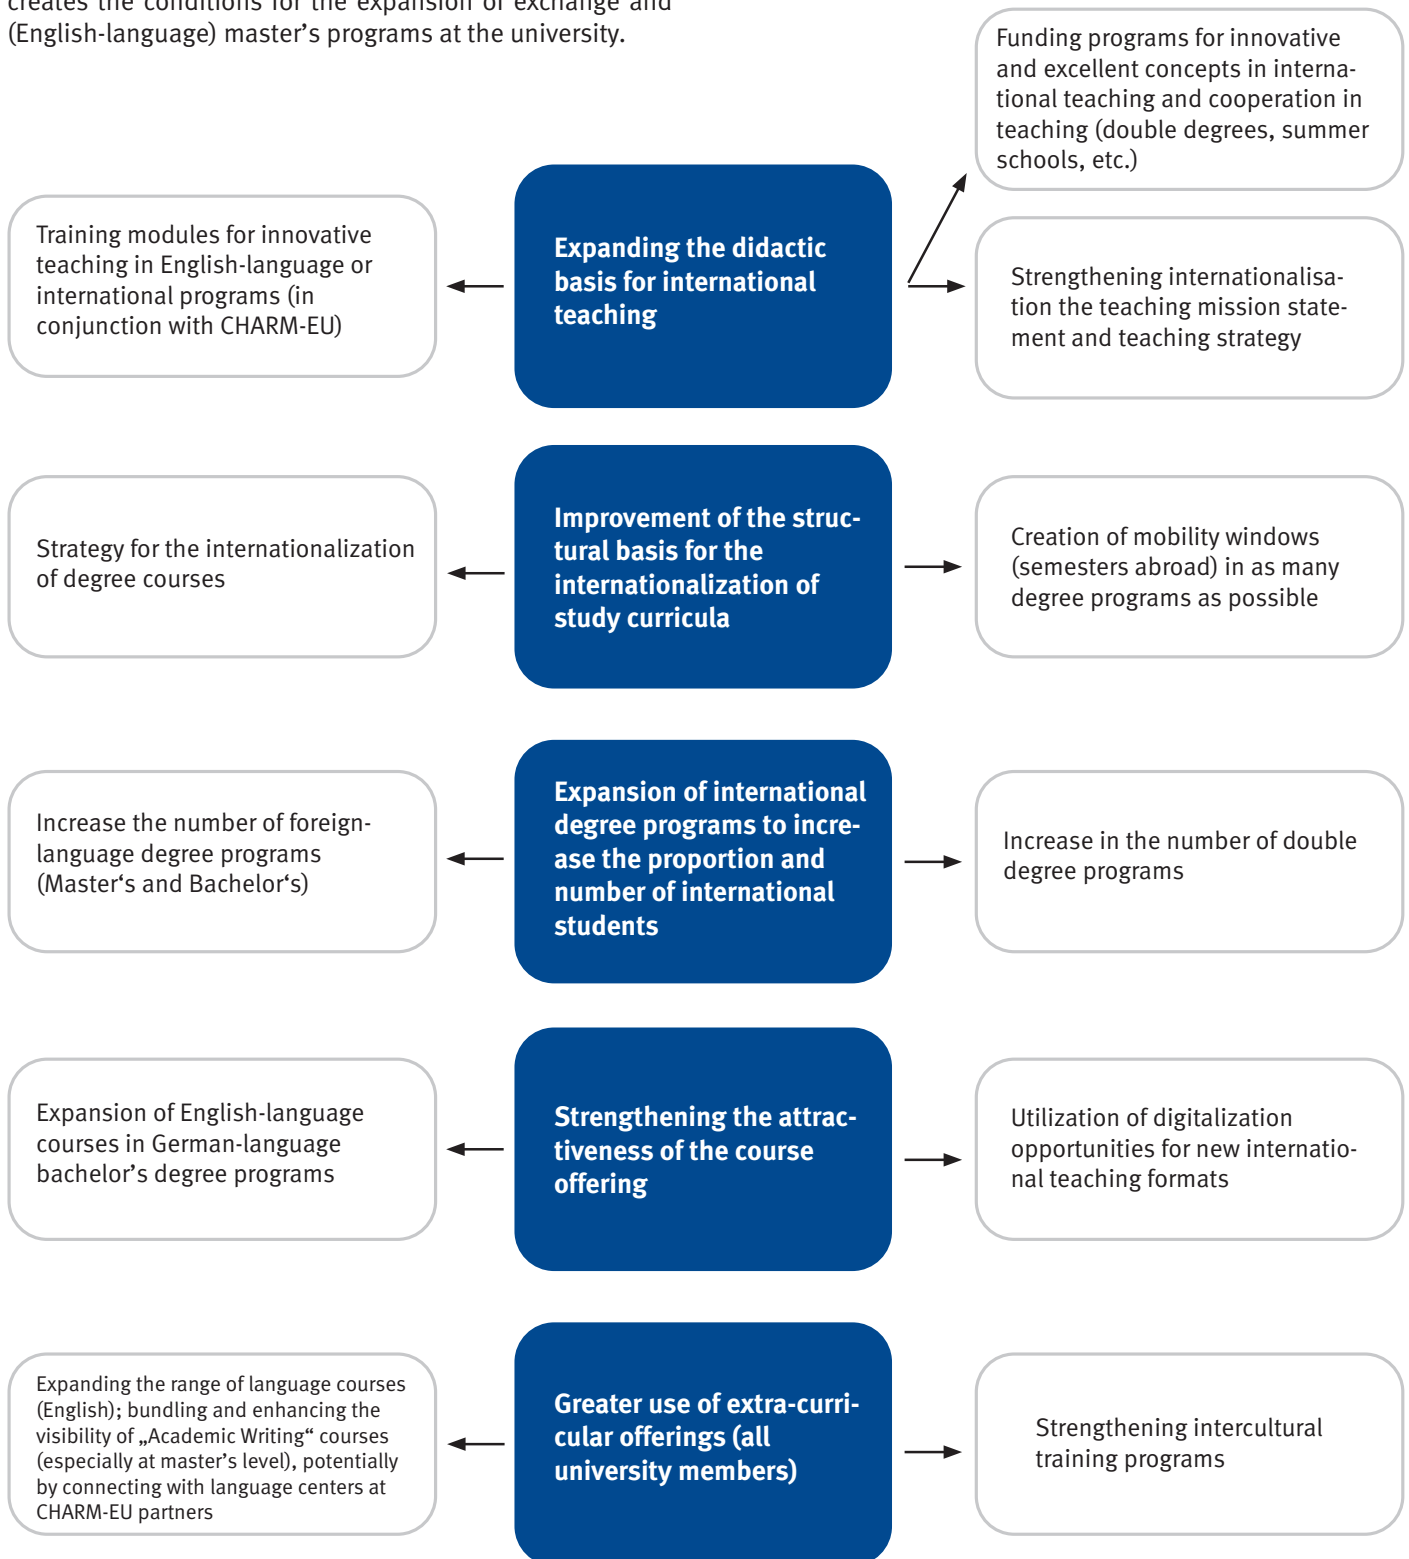 creates the conditions for the expansion of exchange and
(English-language) master’s programs at the university.
Funding programs for innovative
and excellent concepts in interna-
tional teaching and cooperation in
teaching (double degrees, summer
schools, etc.)
Training modules for innovative
teaching in English-language or
international programs (in
conjunction with CHARM-EU)
Expanding the didactic
basis for international
teaching
Strengthening internationalisa-
tion the teaching mission state-
ment and teaching strategy
Strategy for the internationalization
of degree courses
Improvement of the struc-
tural basis for the
internationalization of
study curricula
Creation of mobility windows
(semesters abroad) in as many
degree programs as possible
Increase the number of foreign-
language degree programs
(Master‘s and Bachelor‘s)
Expansion of international
degree programs to incre-
ase the proportion and
number of international
students
Increase in the number of double
degree programs
Expansion of English-language
courses in German-language
bachelor’s degree programs
Strengthening the attrac-
tiveness of the course
offering
Utilization of digitalization
opportunities for new internatio-
nal teaching formats
Expanding the range of language courses
(English); bundling and enhancing the
visibility of „Academic Writing“ courses
(especially at master’s level), potentially
by connecting with language centers at
CHARM-EU partners
Greater use of extra-curri-
cular offerings (all
university members)
Strengthening intercultural
training programs